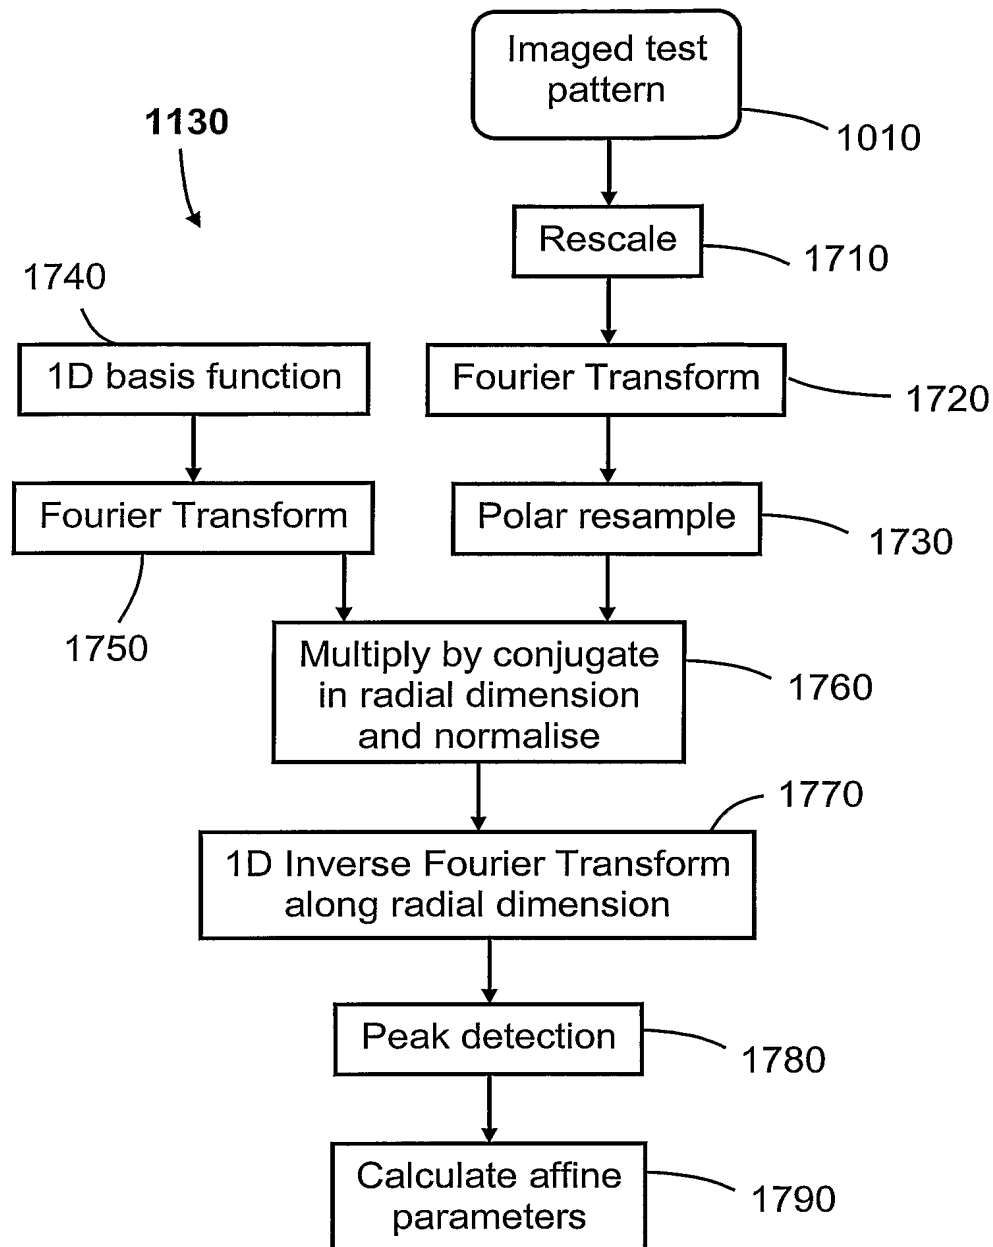 Imaged test
pattern
1010
1130
Rescale
1710
1740
1D basis function
Fourier Transform
1720
Fourier Transform
1750
Polar resample
1730
Multiply by conjugate
in radial dimension
and normalise
1760
1770
1D Inverse Fourier Transform
along radial dimension
Peak detection
1780
Calculate affine
parameters
1790